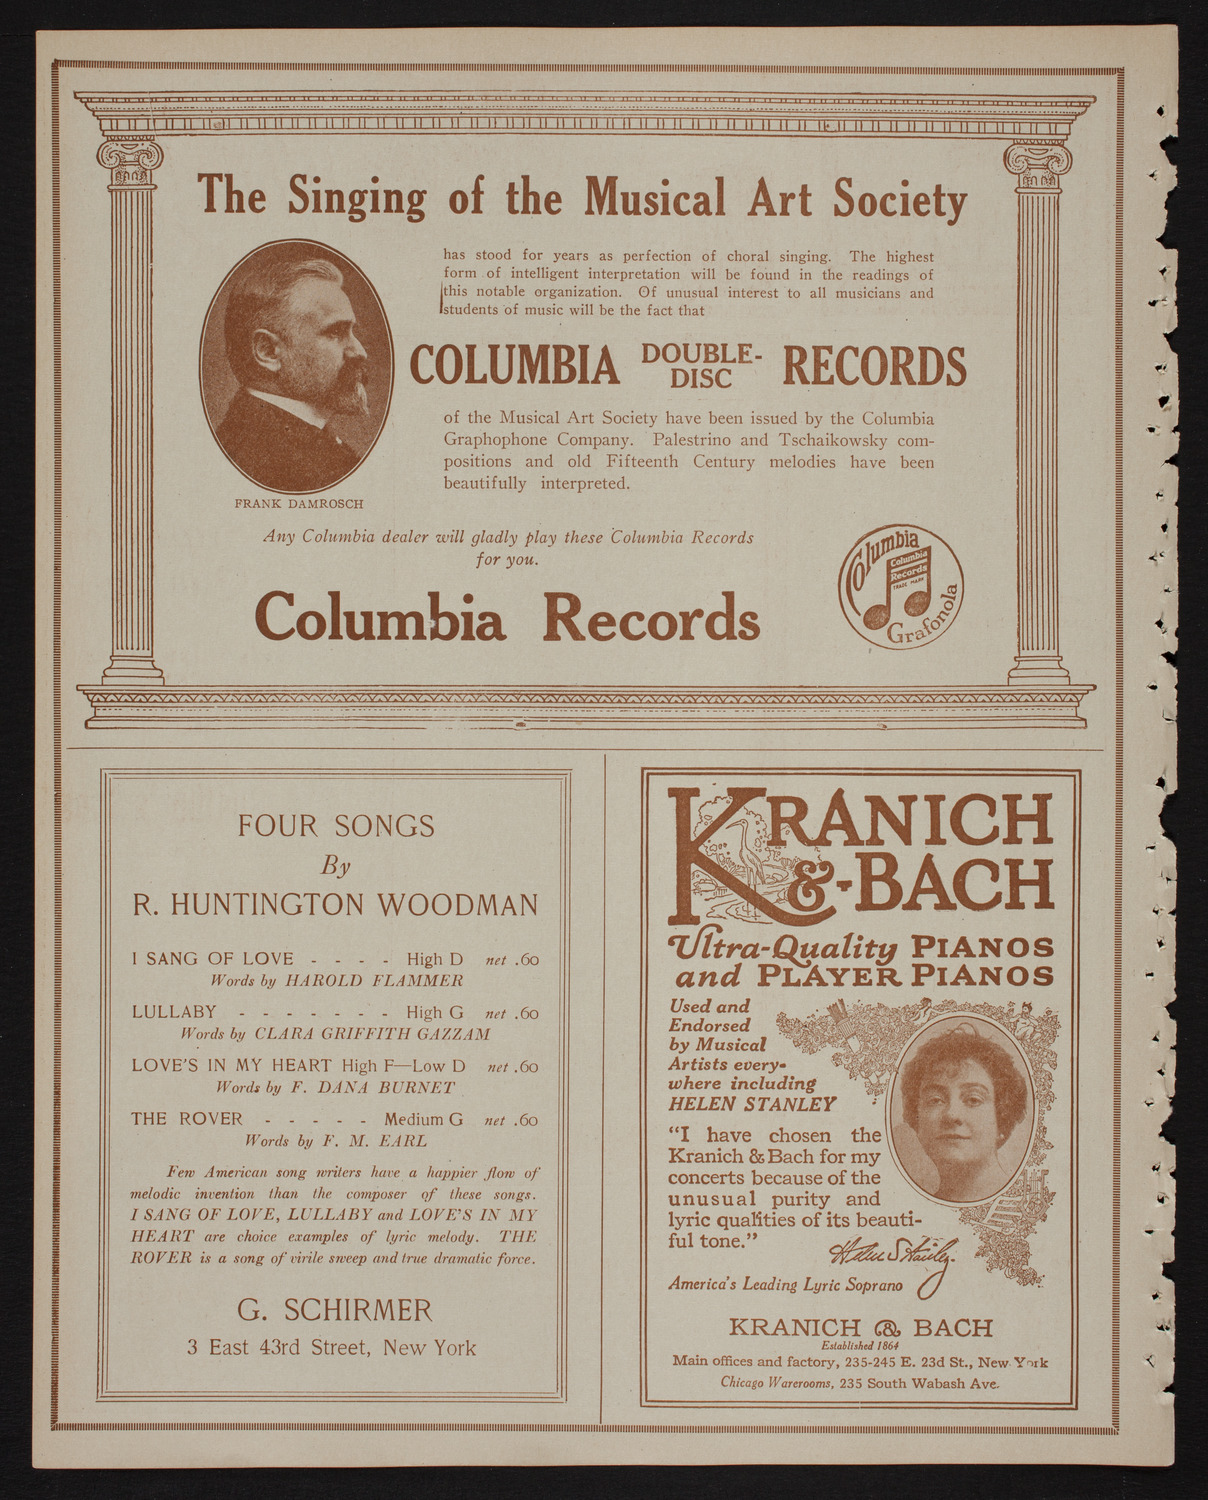 The Singing of the Musical Art Society
has stood for years as perfection of choral singing. The highest
form of intelligent interpretation will be found in the readings of
this notable organization. Of unusual interest to all musicians and
students of music will be the fact that
COLUMBIA DOUBLE-DISC RECORDS
of the Musical Art Society have been issued by the Columbia
Graphophone Company. Palestrino and Tschaikowsky com-
positions and old Fifteenth Century melodies have been
beautifully interpreted.
FRANK DAMROSCH
Any Columbia dealer will gladly play these Columbia Records
for you.
Columbia Records
Columbia
Columbia
Records
TRADE MARK
Grafonola
FOUR SONGS
By
R. HUNTINGTON WOODMAN
I SANG OF LOVE - - - - High D net .60
Words by HAROLD FLAMMER
LULLABY - - - - - - - High G net .60
Words by CLARA GRIFFITH GAZZAM
LOVE'S IN MY HEART High F—Low D net .60
Words by F. DANA BURNET
THE ROVER - - - - - Medium G net .60
Words by F. M. EARL
Few American song writers have a happier flow of
melodic invention than the composer of these songs.
I SANG OF LOVE, LULLABY and LOVE'S IN MY
HEART are choice examples of lyric melody. THE
ROVER is a song of virile sweep and true dramatic force.
G. SCHIRMER
3 East 43rd Street, New York
KRANICH
&-BACH
Ultra-Quality PIANOS
and PLAYER PIANOS
Used and
Endorsed
by Musical
Artists every-
where including
HELEN STANLEY
"I have chosen the
Kranich & Bach for my
concerts because of the
unusual purity and
lyric qualities of its beauti-
ful tone."
Helen Stanley.
America's Leading Lyric Soprano
KRANICH & BACH
Established 1864
Main offices and factory, 235-245 E. 23d St., New York
Chicago Warerooms, 235 South Wabash Ave.